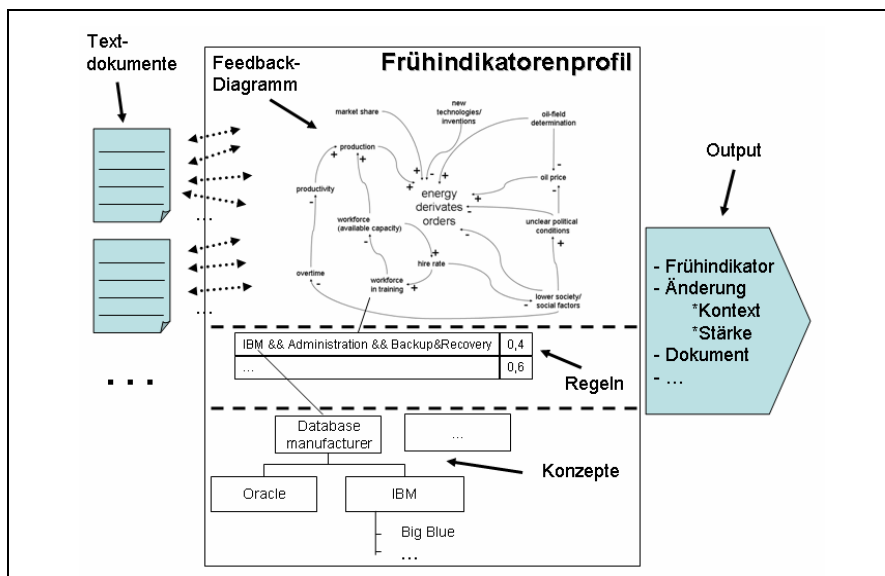 Text-
dokumente
...
...
. . .
Feedback-
Diagramm
Frühindikatorenprofil
market share
new
technologies/
inventions
oil-field
determination
production
+
+
+
+
-
+
-
productivity
energy
derivates
orders
oil price
+
-
-
workforce
(available capacity)
unclear political
conditions
-
-
+
+
hire rate
overtime
workforce
in training
+
-
-
lower society/
social factors
IBM && Administration && Backup&Recovery 0,4
... 0,6
Regeln
Database
manufacturer
...
Konzepte
Oracle
IBM
Big Blue
...
Output
- Frühindikator
- Änderung
*Kontext
*Stärke
- Dokument
- ...